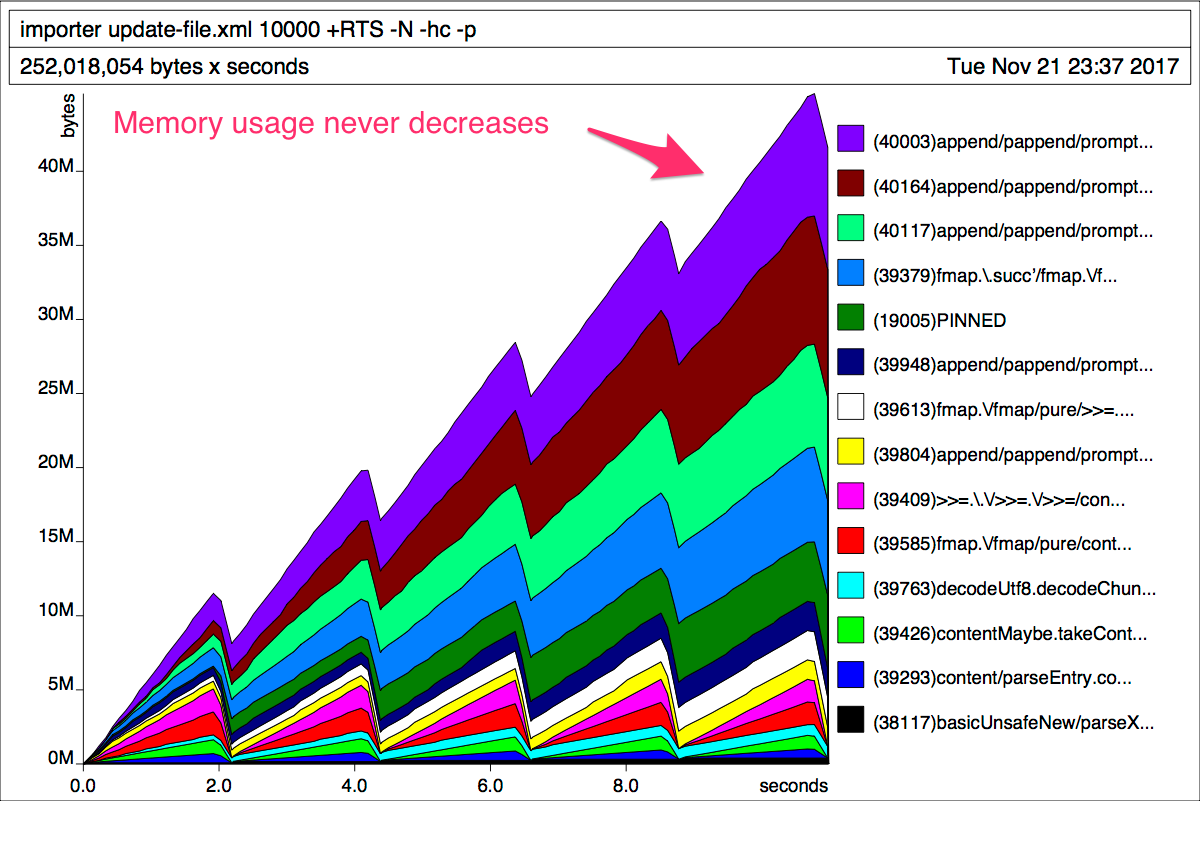 importer update-file.xml 10000 +RTS -N -hc -p
252,018,054 bytes x seconds
Tue Nov 21 23:37 2017
bytes
Memory usage never decreases
40M
35M
30M
25M
20M
15M
10M
5M
0M
0.0
2.0
4.0
6.0
8.0
seconds
(40003)append/pappend/prompt...
(40164)append/pappend/prompt...
(40117)append/pappend/prompt...
(39379)fmap.\.succ'/fmap.\/f...
(19005)PINNED
(39948)append/pappend/prompt...
(39613)fmap.\/fmap/pure/>>=....
(39804)append/pappend/prompt...
(39409)>>=.\.\/>>=.\/>>=/con...
(39585)fmap.\/fmap/pure/cont...
(39763)decodeUtf8.decodeChun...
(39426)contentMaybe.takeCont...
(39293)content/parseEntry.co...
(38117)basicUnsafeNew/parseX...